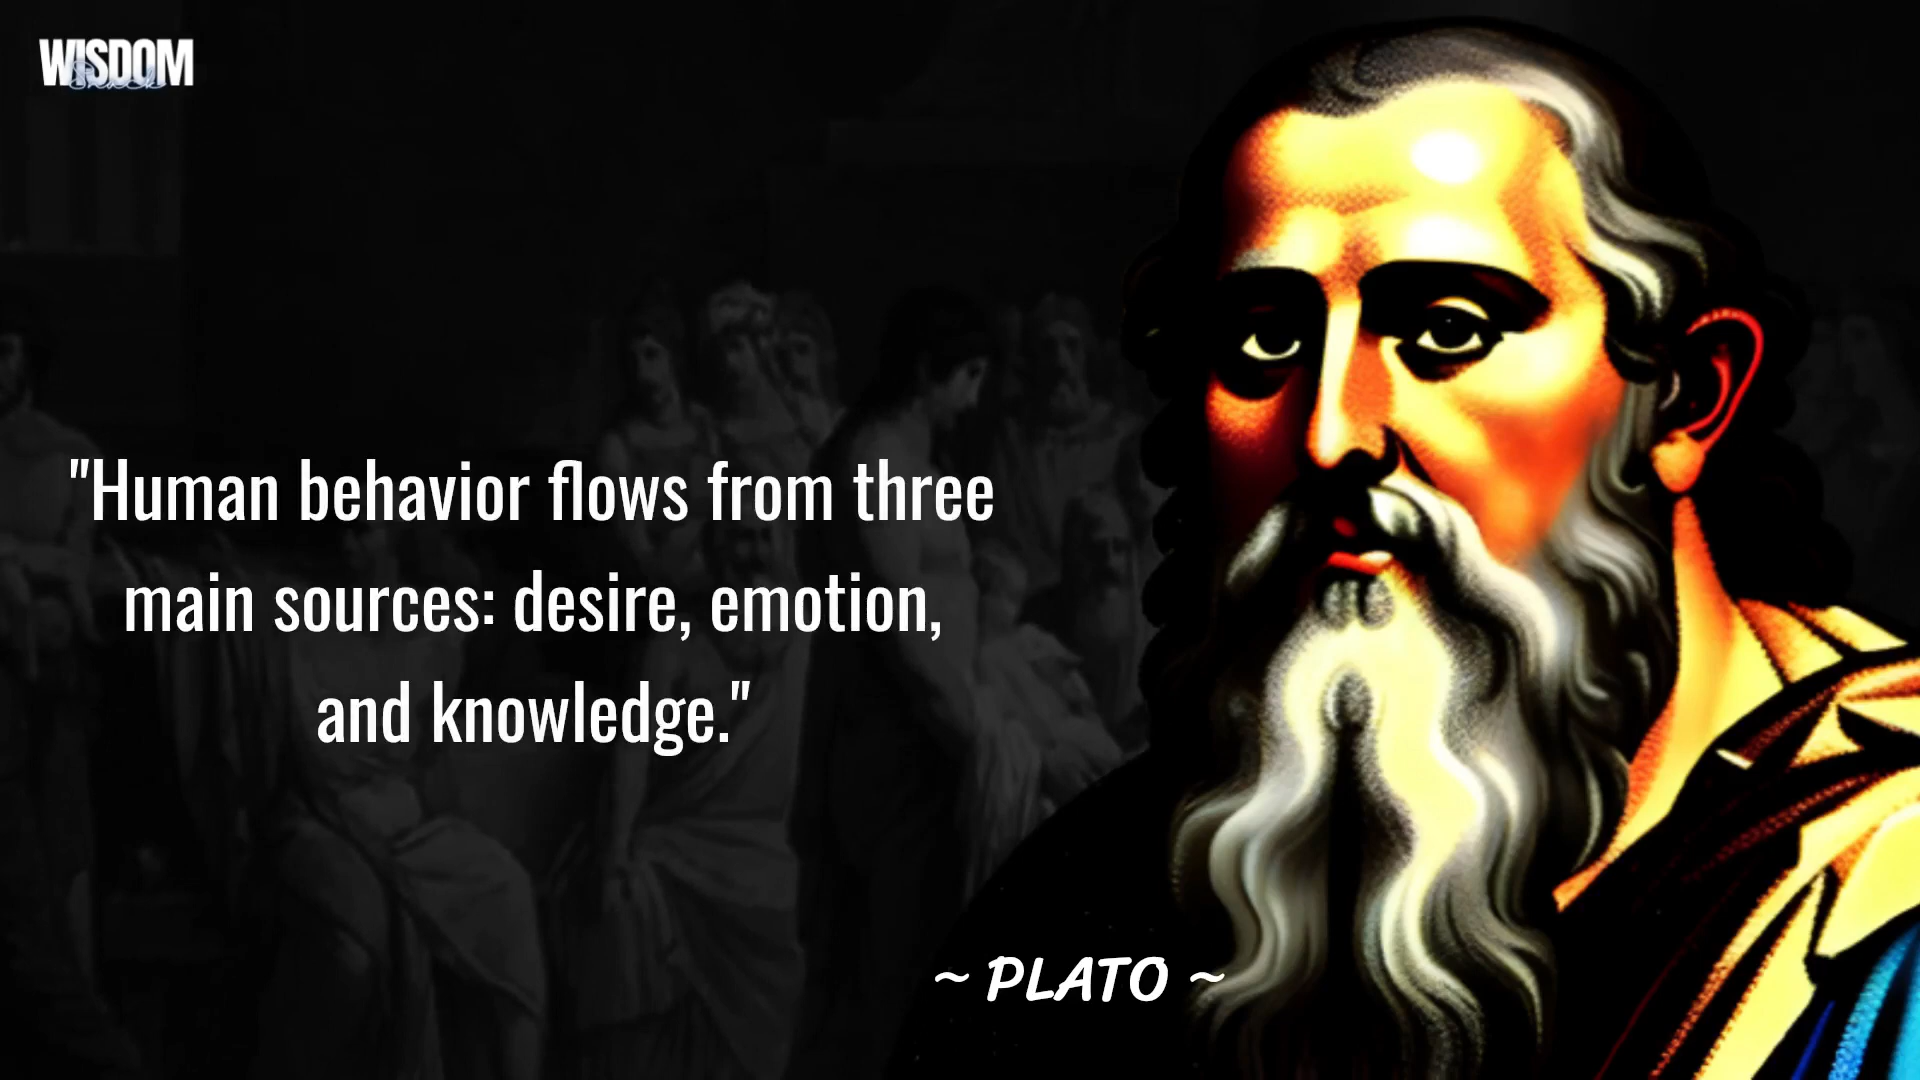 WISDOM
"Human behavior flows from three
main sources: desire, emotion,
and knowledge."
~ PLATO ~